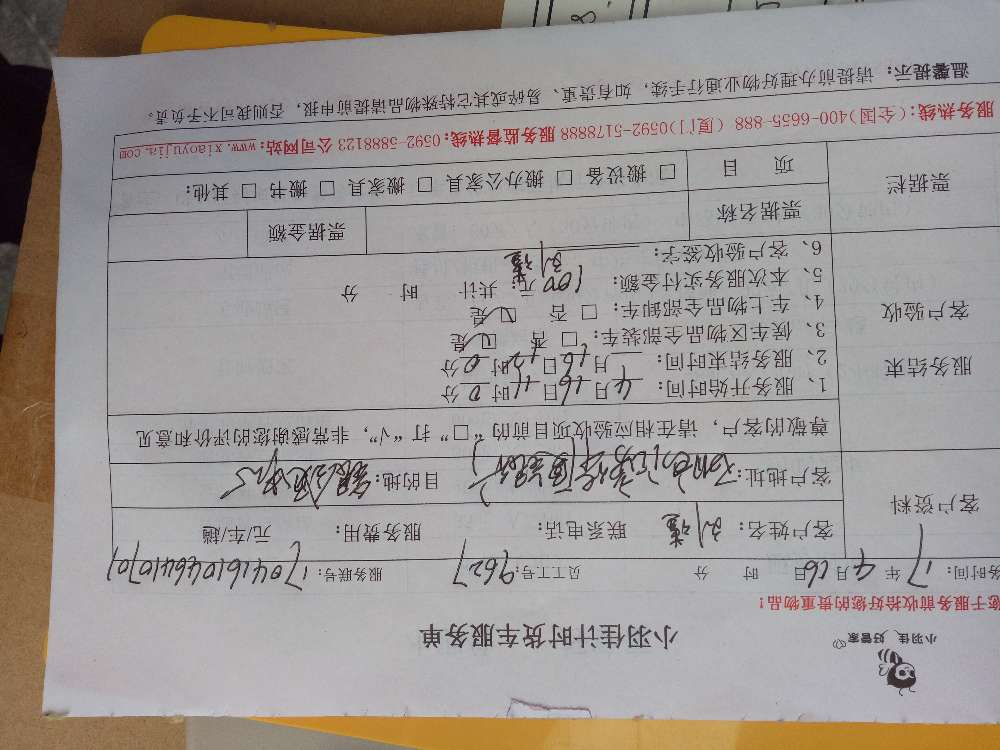 小羽佳 好管家
小羽佳计时货车服务单
您于服务前收拾好您的贵重物品！
务时间： 17 年 4 月 16 日 时 分 员工工号： 9627 服务联号：
客户资料
客户姓名： 联系电话： 服务费用： 元/车/趟
客户地址： 目的地：
尊敬的客户，请在相应验收项目前的“□”打“√”，非常感谢您的评价和意见
服务结束
客户验收
1、服务开始时间： 4 月 16 日 11 时 0 分
2、服务结束时间： 月 16 日 12 时 0 分
3、候车区物品全部装车：□ 否 ☑ 是
4、车上物品全部卸车：□ 否 ☑ 是
5、本次服务实付金额： 100 元； 共计 时 分
6、客户验收签字：
票据栏
票据名称 票据金额
项 目 □ 搬设备 □ 搬办公家具 □ 搬家具 □ 搬书 □ 其他：
服务热线：(全国)400-6655-888 (厦门)0592-5178888 服务监督热线：0592-5888123 公司网站：www.xiaoyujia.com
温馨提示：请提前办理好物业通行手续，如有贵重、易碎或其它特殊物品请提前申报，否则我司不予负责。